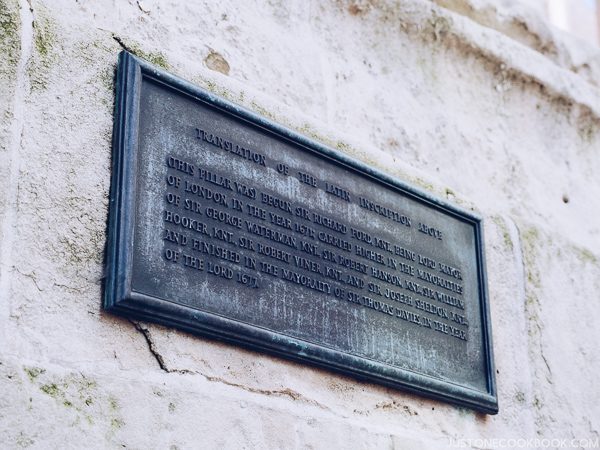 TRANSLATION OF THE LATIN INSCRIPTION ABOVE
(THIS PILLAR WAS) BEGUN, SIR RICHARD FORD, KNT., BEING LORD MAYOR
OF LONDON, IN THE YEAR 1671; CARRIED HIGHER IN THE MAYORALTIES
OF SIR GEORGE WATERMAN, KNT., SIR ROBERT HANSON, KNT., SIR WILLIAM
HOOKER, KNT., SIR ROBERT VINER, KNT., AND SIR JOSEPH SHELDON, KNT.,
AND FINISHED IN THE MAYORALTY OF SIR THOMAS DAVIES, IN THE YEAR
OF THE LORD 1677.
JUSTONECOOKBOOK.COM